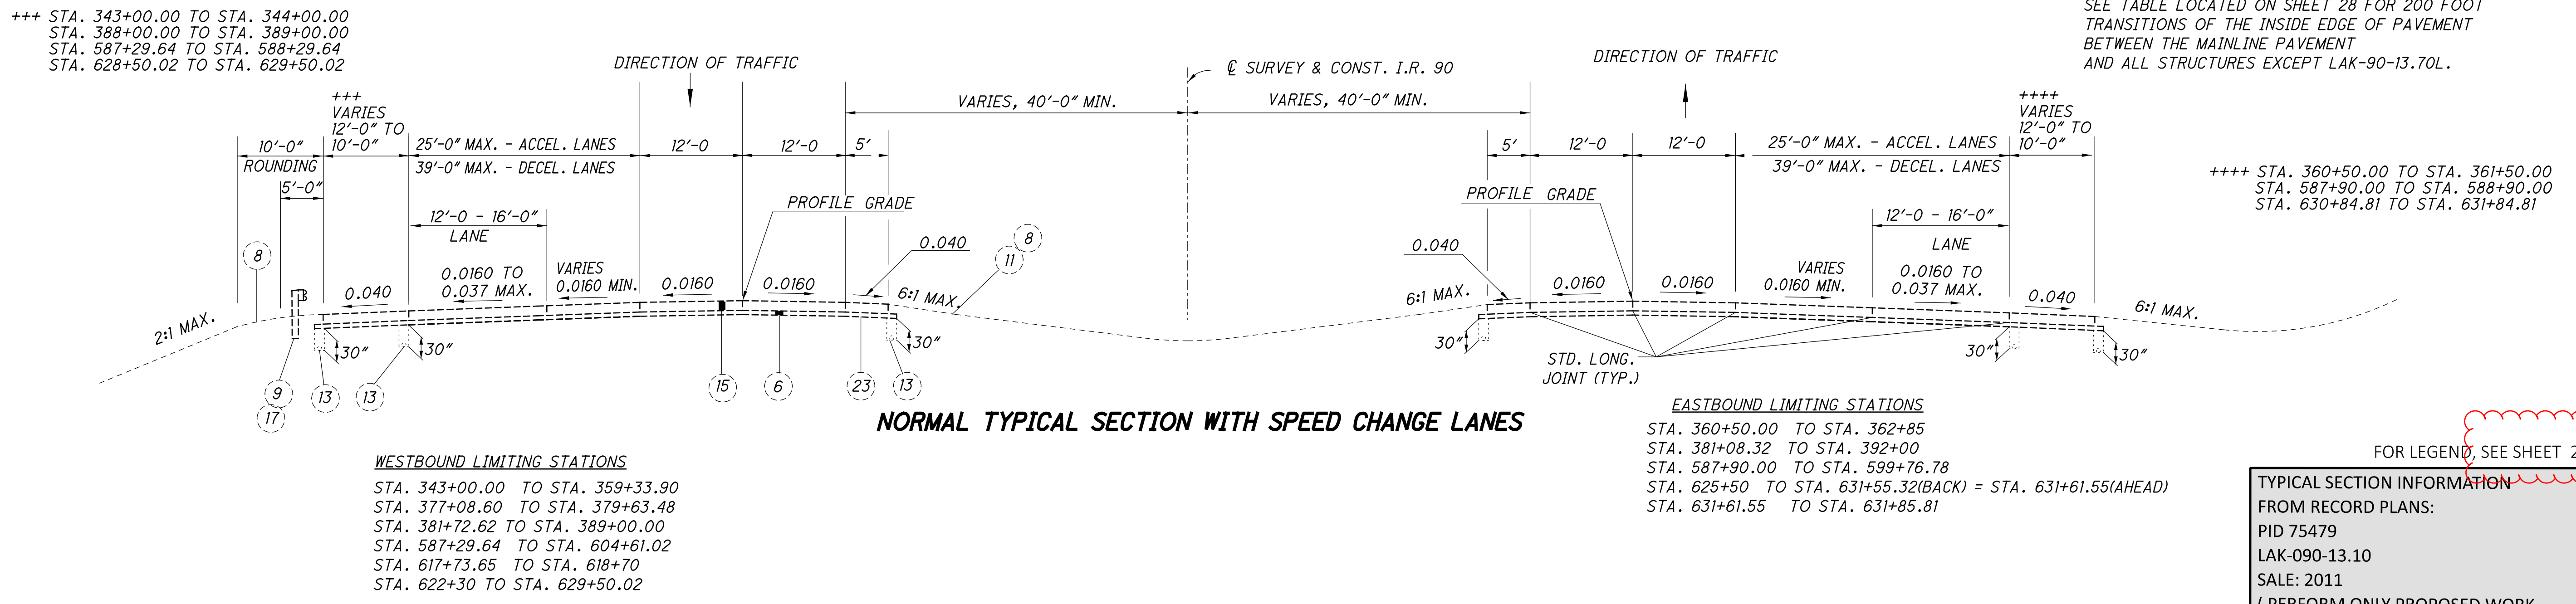 +++ STA. 343+00.00 TO STA. 344+00.00
STA. 388+00.00 TO STA. 389+00.00
STA. 587+29.64 TO STA. 588+29.64
STA. 628+50.02 TO STA. 629+50.02
SEE TABLE LOCATED ON SHEET 28 FOR 200 FOOT
TRANSITIONS OF THE INSIDE EDGE OF PAVEMENT
BETWEEN THE MAINLINE PAVEMENT
AND ALL STRUCTURES EXCEPT LAK-90-13.70L.
DIRECTION OF TRAFFIC
℄ SURVEY & CONST. I.R. 90
DIRECTION OF TRAFFIC
VARIES, 40'-0" MIN.
VARIES, 40'-0" MIN.
+++
VARIES
12'-0" TO
10'-0"
10'-0"
ROUNDING
5'-0"
25'-0" MAX. - ACCEL. LANES
39'-0" MAX. - DECEL. LANES
12'-0
12'-0
5'
5'
12'-0
12'-0
25'-0" MAX. - ACCEL. LANES
39'-0" MAX. - DECEL. LANES
++++
VARIES
12'-0" TO
10'-0"
++++ STA. 360+50.00 TO STA. 361+50.00
STA. 587+90.00 TO STA. 588+90.00
STA. 630+84.81 TO STA. 631+84.81
12'-0 - 16'-0"
LANE
PROFILE GRADE
PROFILE GRADE
12'-0 - 16'-0"
LANE
8
0.040
8
11
0.040
2:1 MAX.
0.040
0.0160 TO
0.037 MAX.
VARIES
0.0160 MIN.
0.0160
0.0160
6:1 MAX.
6:1 MAX.
0.0160
0.0160
VARIES
0.0160 MIN.
0.0160 TO
0.037 MAX.
0.040
6:1 MAX.
30"
30"
30"
30"
30"
30"
STD. LONG.
JOINT (TYP.)
9
17
13
13
15
6
23
13
NORMAL TYPICAL SECTION WITH SPEED CHANGE LANES
WESTBOUND LIMITING STATIONS
STA. 343+00.00 TO STA. 359+33.90
STA. 377+08.60 TO STA. 379+63.48
STA. 381+72.62 TO STA. 389+00.00
STA. 587+29.64 TO STA. 604+61.02
STA. 617+73.65 TO STA. 618+70
STA. 622+30 TO STA. 629+50.02
EASTBOUND LIMITING STATIONS
STA. 360+50.00 TO STA. 362+85
STA. 381+08.32 TO STA. 392+00
STA. 587+90.00 TO STA. 599+76.78
STA. 625+50 TO STA. 631+55.32(BACK) = STA. 631+61.55(AHEAD)
STA. 631+61.55 TO STA. 631+85.81
FOR LEGEND, SEE SHEET 2
TYPICAL SECTION INFORMATION
FROM RECORD PLANS:
PID 75479
LAK-090-13.10
SALE: 2011
( PERFORM ONLY PROPOSED WORK